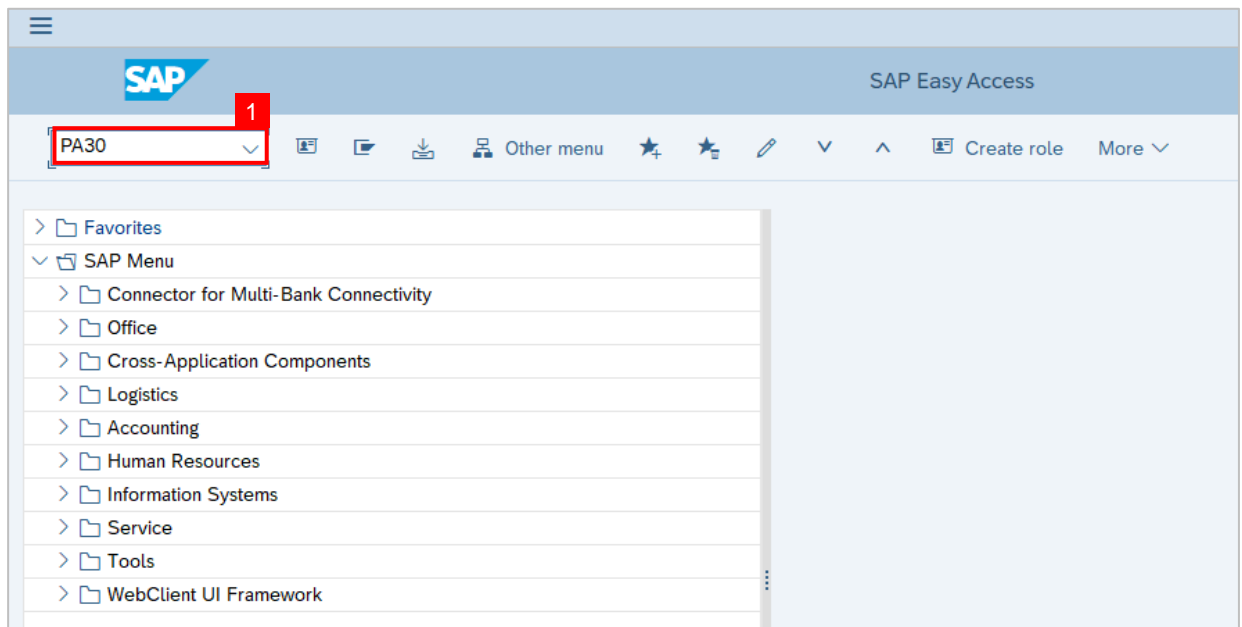 SAP
SAP Easy Access
1
PA30
Other menu
Create role
More
Favorites
SAP Menu
Connector for Multi-Bank Connectivity
Office
Cross-Application Components
Logistics
Accounting
Human Resources
Information Systems
Service
Tools
WebClient UI Framework